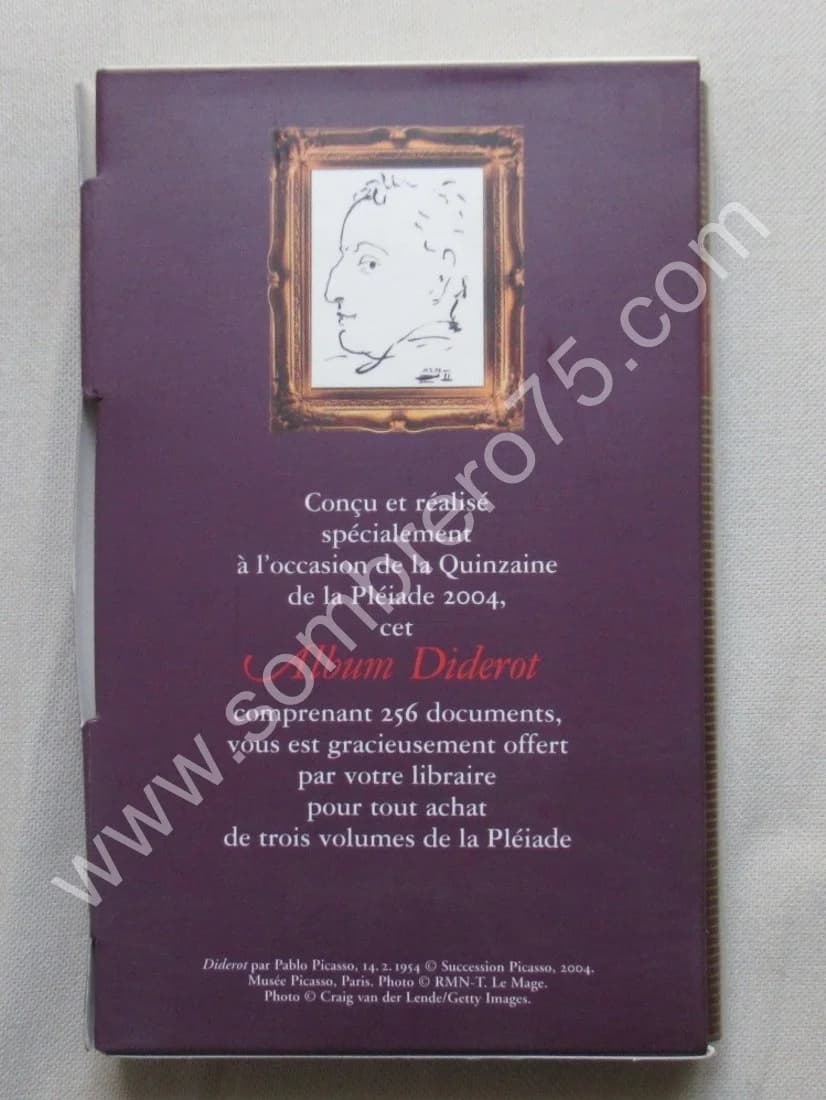 Conçu et réalisé
spécialement
à l'occasion de la Quinzaine
de la Pléiade 2004,
cet
Album Diderot
comprenant 256 documents,
vous est gracieusement offert
par votre libraire
pour tout achat
de trois volumes de la Pléiade
Diderot par Pablo Picasso, 14. 2. 1954 © Succession Picasso, 2004.
Musée Picasso, Paris. Photo © RMN-T. Le Mage.
Photo © Craig van der Lende/Getty Images.
www.sombrero75.com